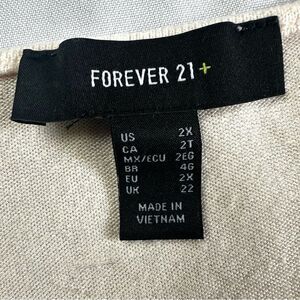 FOREVER 21+
US 2X
CA 2T
MX/ECU 2EG
BR 4G
EU 2X
UK 22
MADE IN
VIETNAM